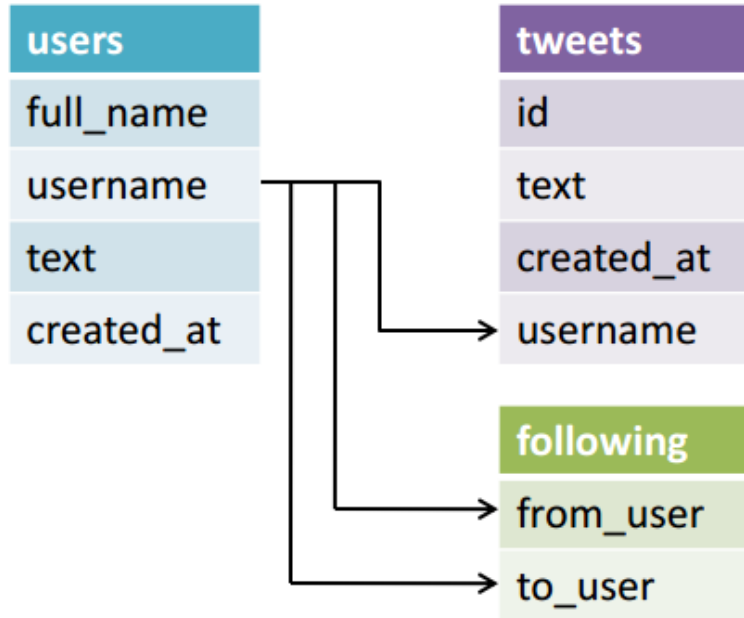 users
full_name
username
text
created_at
tweets
id
text
created_at
username
following
from_user
to_user